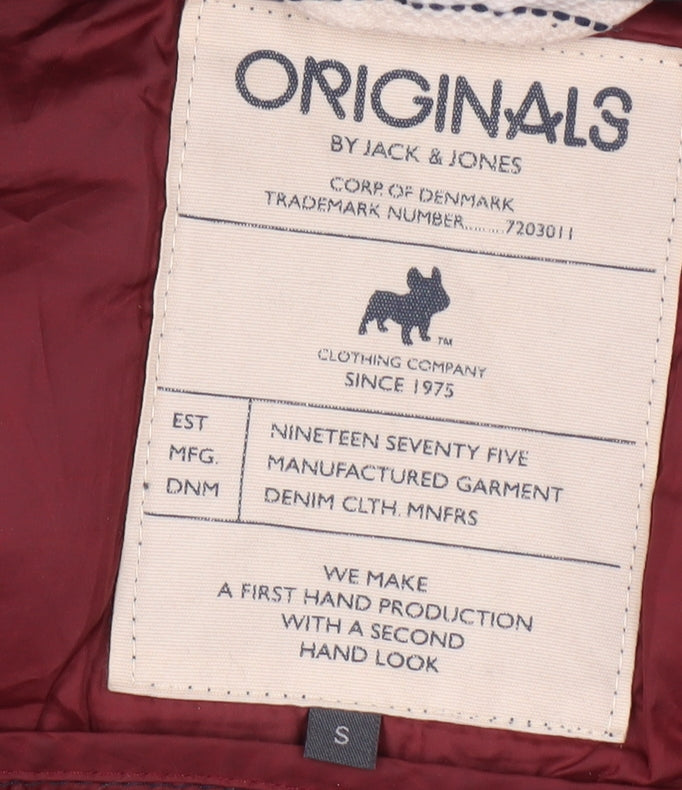 ORIGINALS
BY JACK & JONES
CORP. OF DENMARK
TRADEMARK NUMBER.........7203011
TM
CLOTHING COMPANY
SINCE 1975
EST NINETEEN SEVENTY FIVE
MFG. MANUFACTURED GARMENT
DNM DENIM CLTH. MNFRS
WE MAKE
A FIRST HAND PRODUCTION
WITH A SECOND
HAND LOOK
S